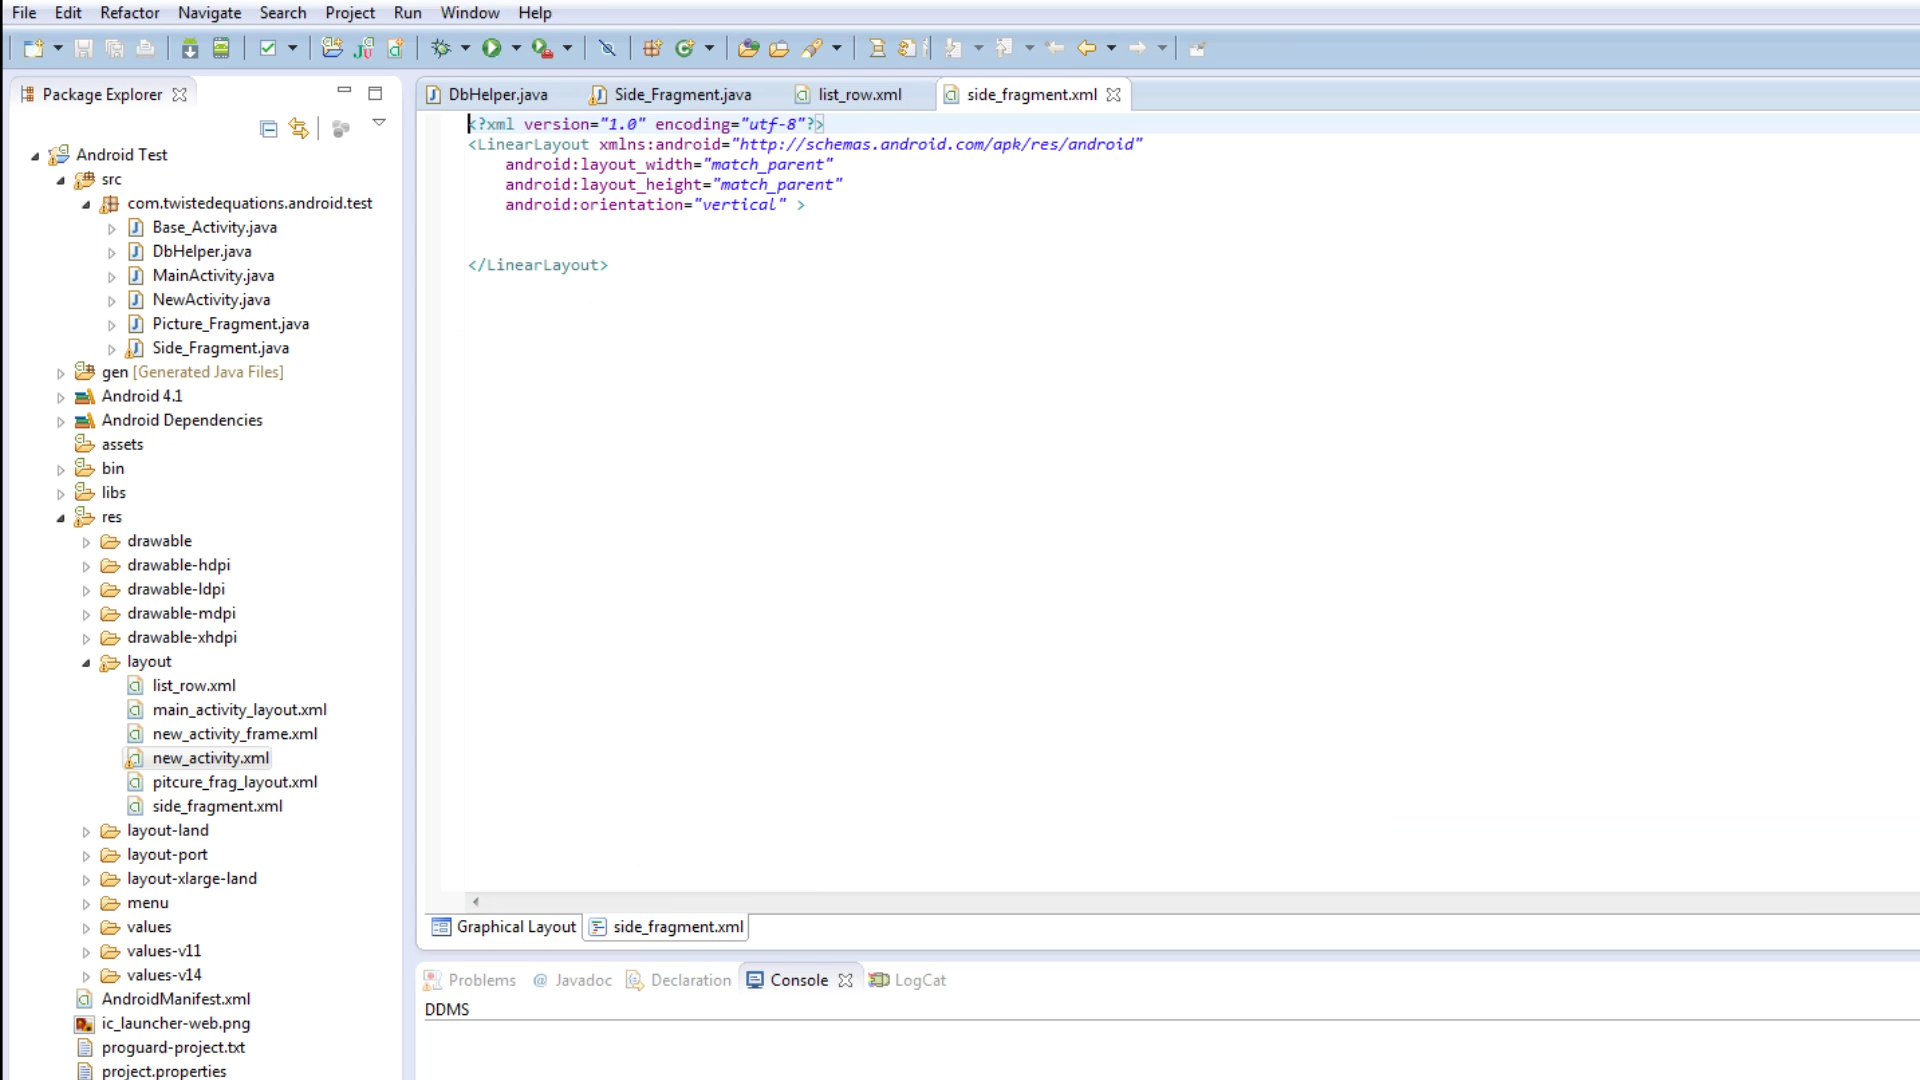 File Edit Refactor Navigate Search Project Run Window Help
Package Explorer
Android Test
src
com.twistedequations.android.test
Base_Activity.java
DbHelper.java
MainActivity.java
NewActivity.java
Picture_Fragment.java
Side_Fragment.java
gen [Generated Java Files]
Android 4.1
Android Dependencies
assets
bin
libs
res
drawable
drawable-hdpi
drawable-ldpi
drawable-mdpi
drawable-xhdpi
layout
list_row.xml
main_activity_layout.xml
new_activity_frame.xml
new_activity.xml
pitcure_frag_layout.xml
side_fragment.xml
layout-land
layout-port
layout-xlarge-land
menu
values
values-v11
values-v14
AndroidManifest.xml
ic_launcher-web.png
proguard-project.txt
project.properties
DbHelper.java Side_Fragment.java list_row.xml side_fragment.xml
<?xml version="1.0" encoding="utf-8"?>
<LinearLayout xmlns:android="http://schemas.android.com/apk/res/android"
android:layout_width="match_parent"
android:layout_height="match_parent"
android:orientation="vertical" >
</LinearLayout>
Graphical Layout side_fragment.xml
Problems @ Javadoc Declaration Console LogCat
DDMS